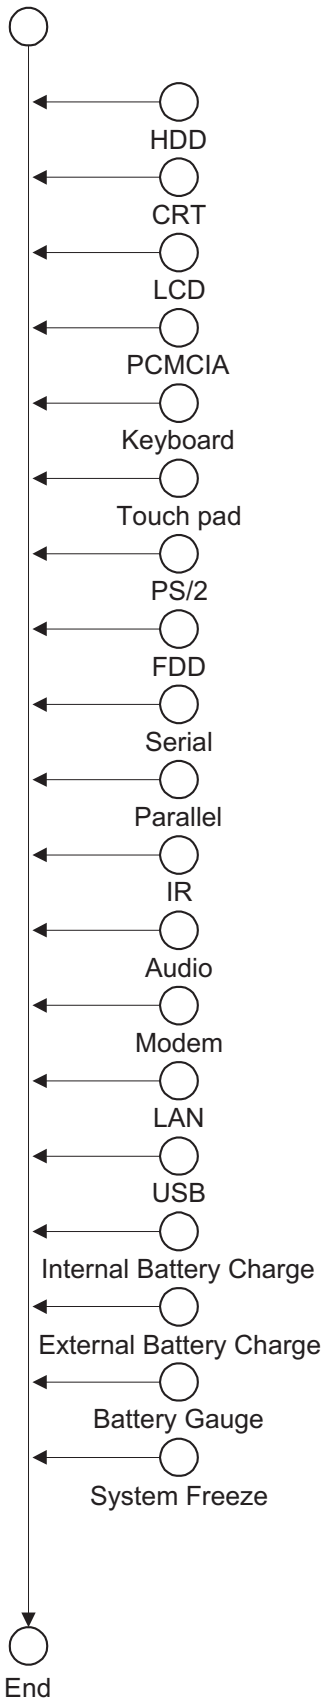 HDD
CRT
LCD
PCMCIA
Keyboard
Touch pad
PS/2
FDD
Serial
Parallel
IR
Audio
Modem
LAN
USB
Internal Battery Charge
External Battery Charge
Battery Gauge
System Freeze
End